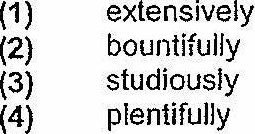 (1) extensively
(2) bountifully
(3) studiously
(4) plentifully